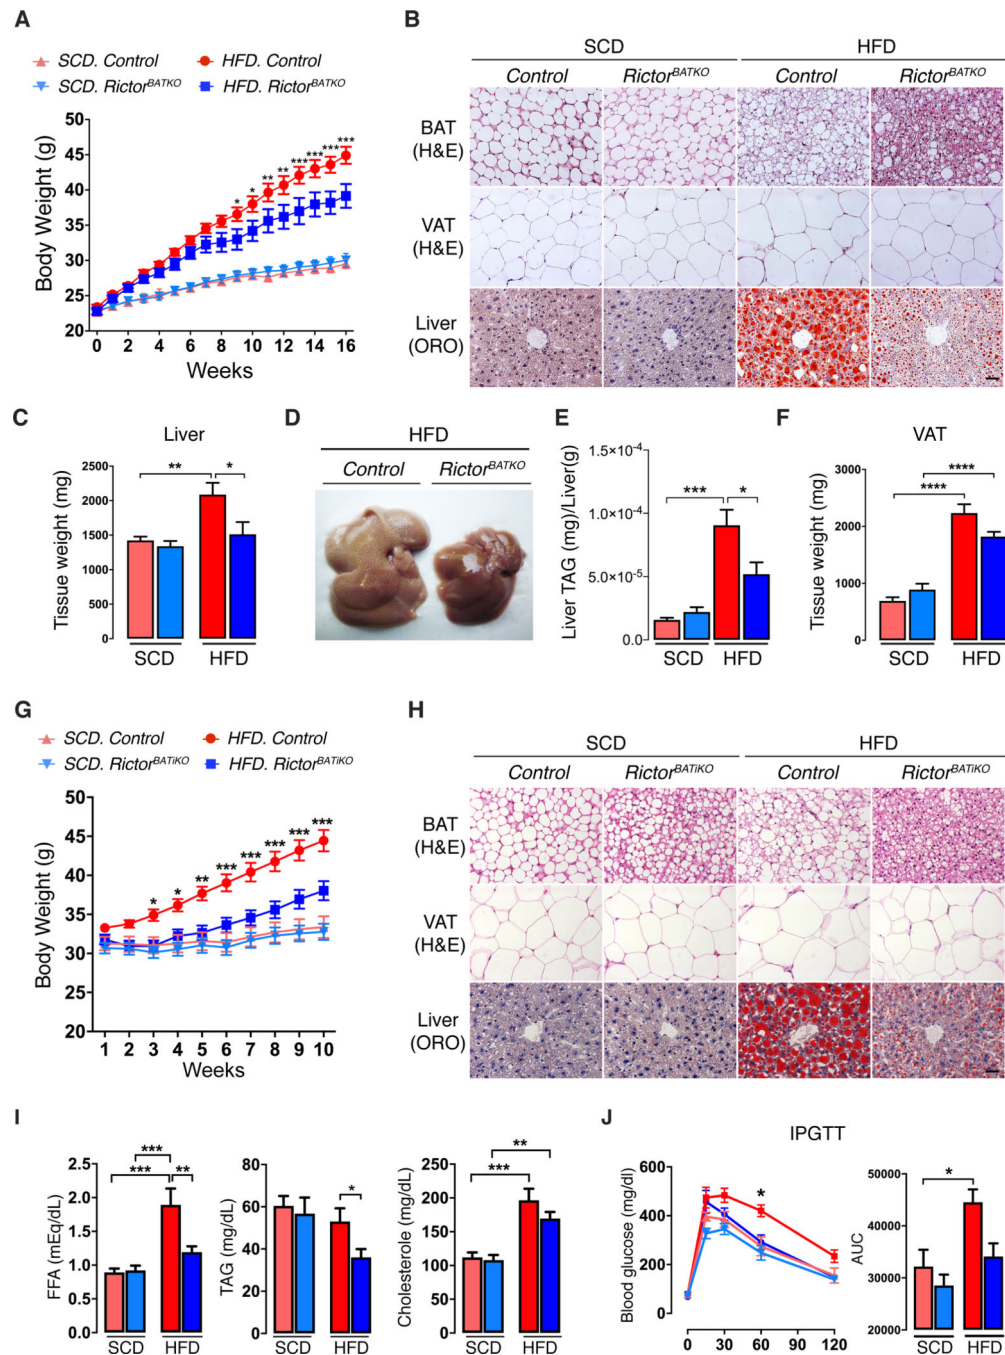 A
SCD. Control
HFD. Control
SCD. Rictor^BATKO
HFD. Rictor^BATKO
Body Weight (g)
50
45
40
35
30
25
20
* * ** ** *** *** *** ***
0 2 4 6 8 10 12 14 16
Weeks
B
SCD HFD
Control Rictor^BATKO Control Rictor^BATKO
BAT
(H&E)
VAT
(H&E)
Liver
(ORO)
C
Liver
Tissue weight (mg)
2500
2000
1500
1000
500
0
** *
SCD HFD
D
HFD
Control Rictor^BATKO
E
Liver TAG (mg)/Liver(g)
1.5×10^-4
1.0×10^-4
5.0×10^-5
0.0
*** *
SCD HFD
F
VAT
Tissue weight (mg)
3000
2000
1000
0
****
****
SCD HFD
G
SCD. Control
HFD. Control
SCD. Rictor^BATiKO
HFD. Rictor^BATiKO
Body Weight (g)
50
45
40
35
30
25
20
* * ** *** *** *** *** ***
1 2 3 4 5 6 7 8 9 10
Weeks
H
SCD HFD
Control Rictor^BATiKO Control Rictor^BATiKO
BAT
(H&E)
VAT
(H&E)
Liver
(ORO)
I
FFA (mEq/dL)
2.5
2.0
1.5
1.0
0.5
0.0
***
*** **
SCD HFD
TAG (mg/dL)
80
60
40
20
0
*
SCD HFD
Cholesterole (mg/dL)
250
200
150
100
50
0
**
***
SCD HFD
J
IPGTT
Blood glucose (mg/dl)
600
400
200
0
*
0 30 60 90 120
AUC
50000
40000
30000
20000
*
SCD HFD